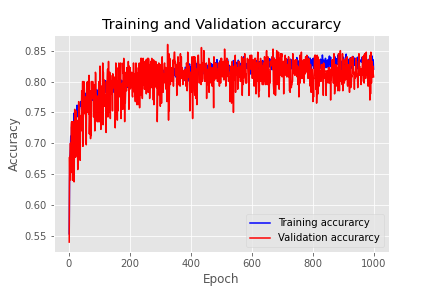 Training and Validation accurarcy
Accuracy
0.85
0.80
0.75
0.70
0.65
0.60
0.55
0
200
400
600
800
1000
Epoch
Training accurarcy
Validation accurarcy